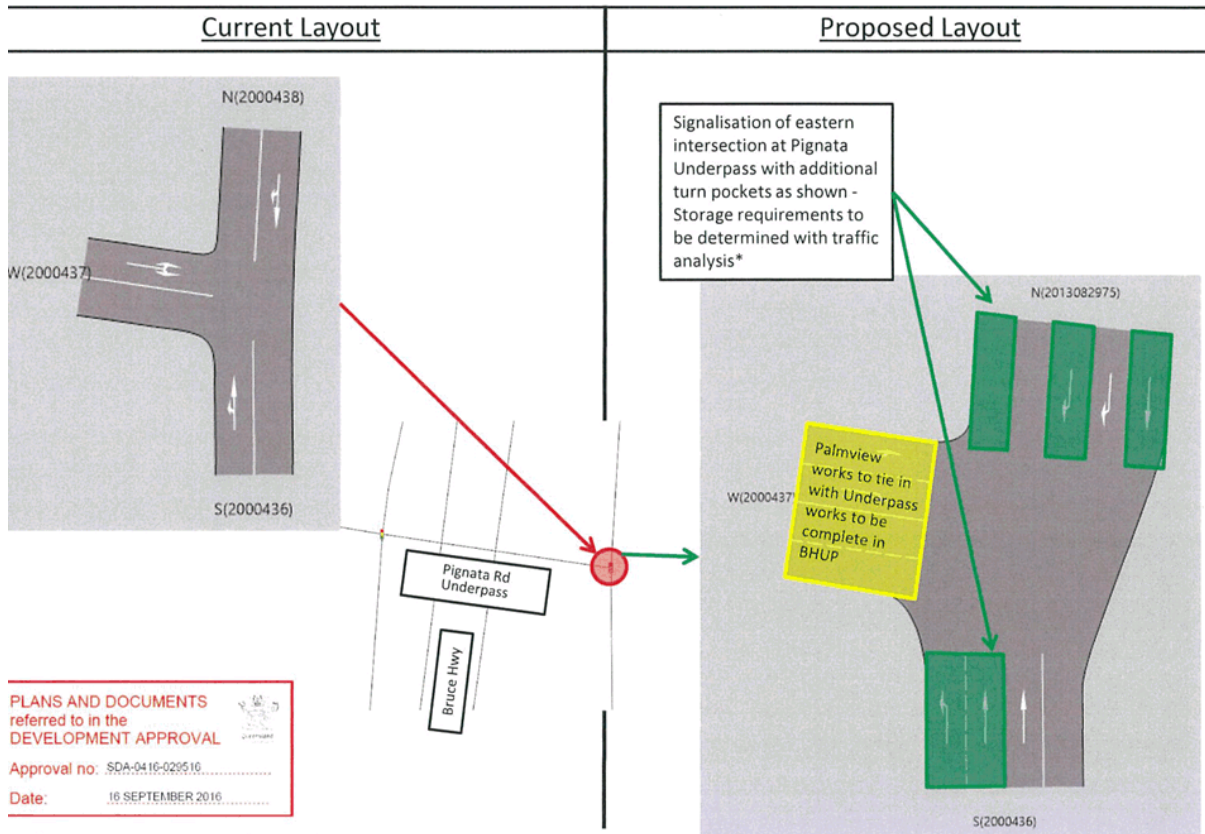 Current Layout
Proposed Layout
N(2000438)
W(2000437)
S(2000436)
Signalisation of eastern
intersection at Pignata
Underpass with additional
turn pockets as shown -
Storage requirements to
be determined with traffic
analysis*
N(2013082975)
W(2000437)
Palmview
works to tie in
with Underpass
works to be
complete in
BHUP
S(2000436)
Pignata Rd
Underpass
Bruce Hwy
PLANS AND DOCUMENTS
referred to in the
DEVELOPMENT APPROVAL
Queensland
Approval no: SDA-0416-029516
Date: 16 SEPTEMBER 2016